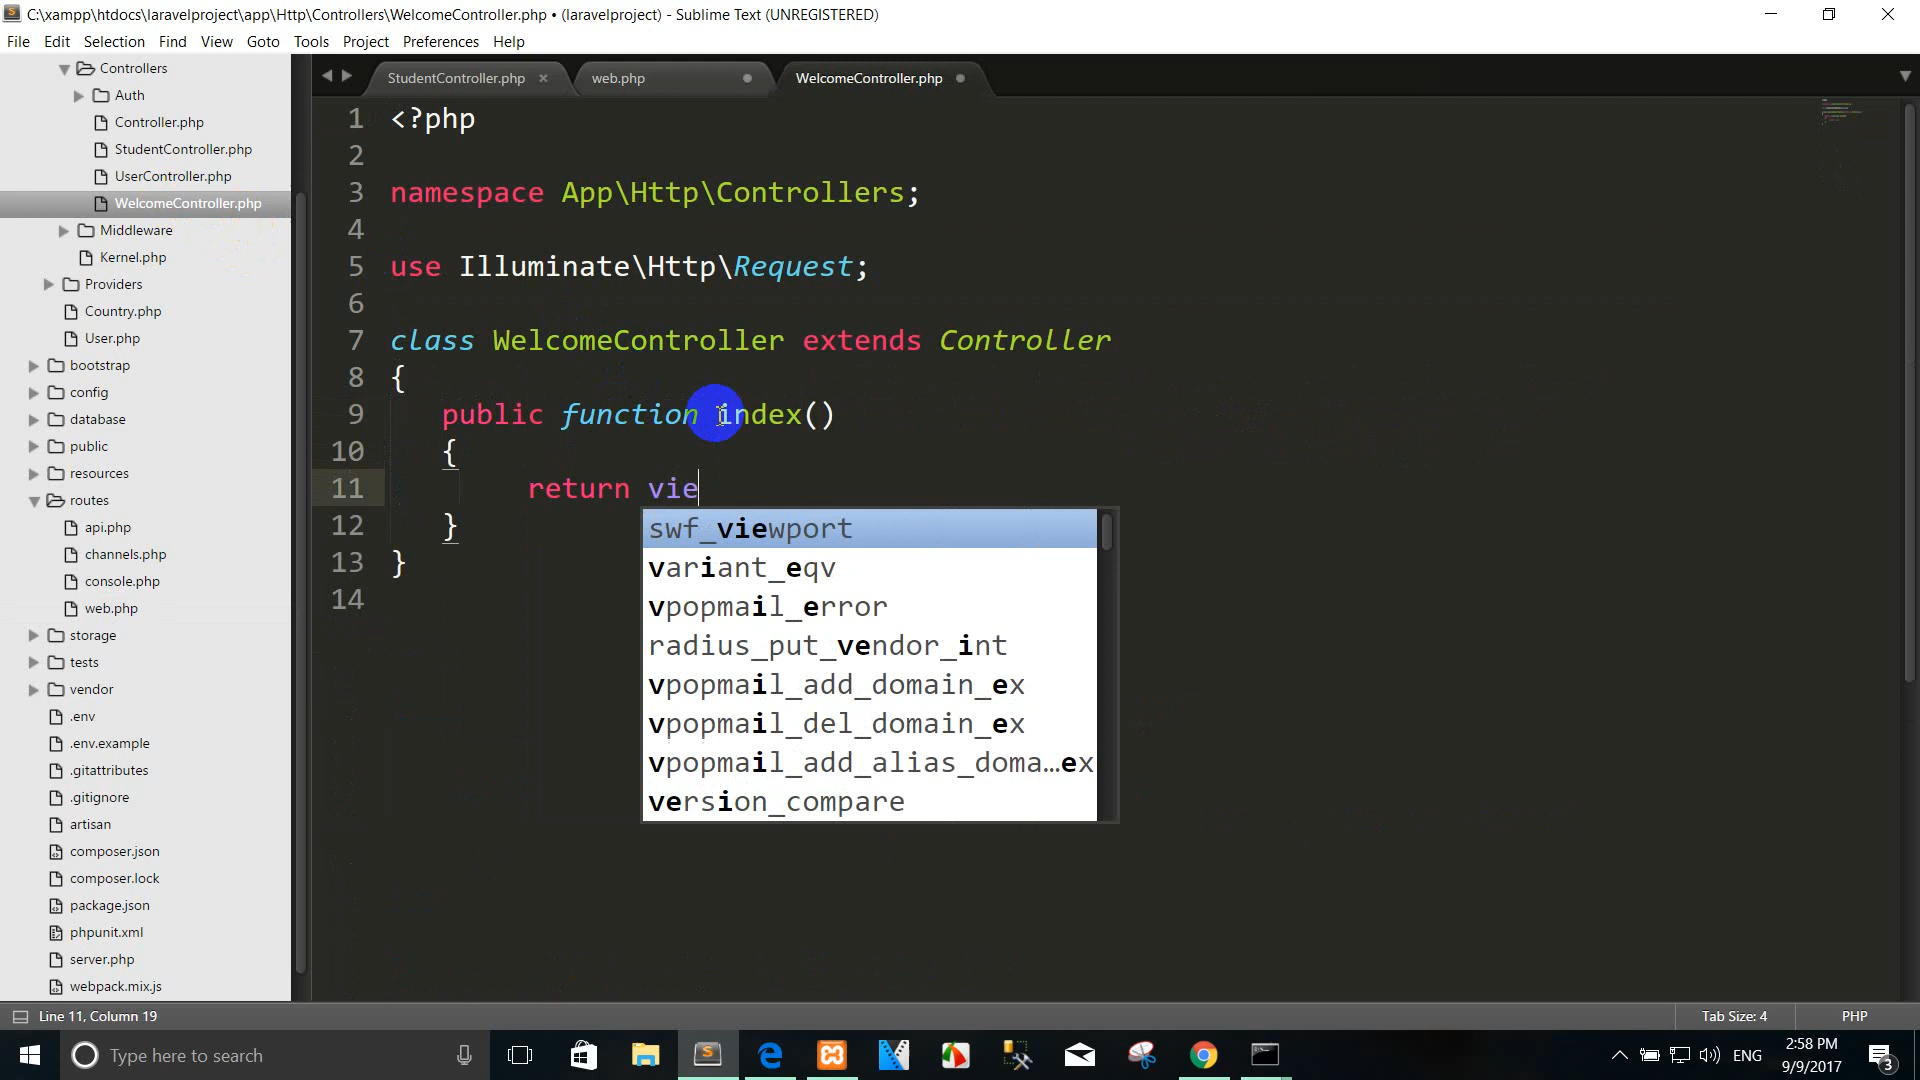 C:\xampp\htdocs\laravelproject\app\Http\Controllers\WelcomeController.php • (laravelproject) - Sublime Text (UNREGISTERED)
File Edit Selection Find View Goto Tools Project Preferences Help
Controllers
Auth
Controller.php
StudentController.php
UserController.php
WelcomeController.php
Middleware
Kernel.php
Providers
Country.php
User.php
bootstrap
config
database
public
resources
routes
api.php
channels.php
console.php
web.php
storage
tests
vendor
.env
.env.example
.gitattributes
.gitignore
artisan
composer.json
composer.lock
package.json
phpunit.xml
server.php
webpack.mix.js
StudentController.php × web.php WelcomeController.php
1 <?php
2
3 namespace App\Http\Controllers;
4
5 use Illuminate\Http\Request;
6
7 class WelcomeController extends Controller
8 {
9 public function index()
10 {
11 return vie
12 }
13 }
14
swf_viewport
variant_eqv
vpopmail_error
radius_put_vendor_int
vpopmail_add_domain_ex
vpopmail_del_domain_ex
vpopmail_add_alias_doma…ex
version_compare
Line 11, Column 19 Tab Size: 4 PHP
Type here to search
ENG
2:58 PM
9/9/2017
3